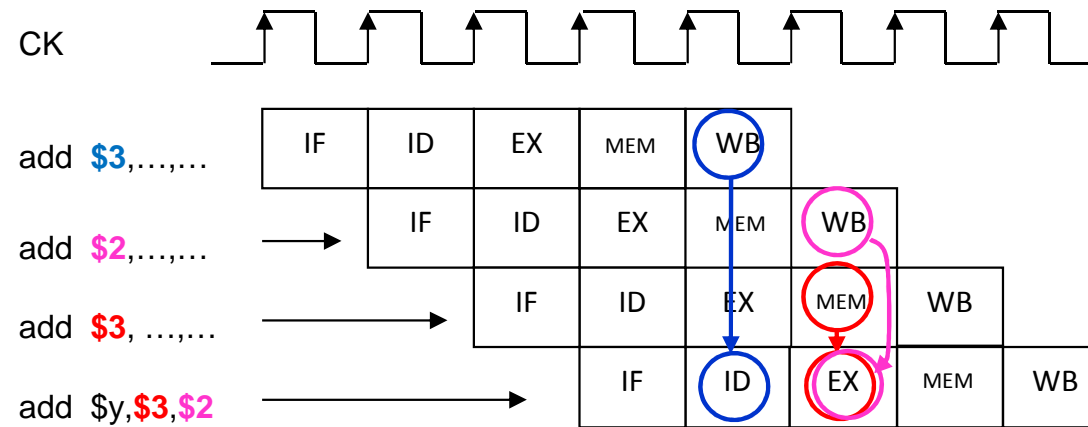 CK
add $3,…,… IF ID EX MEM WB
add $2,…,… IF ID EX MEM WB
add $3, …,… IF ID EX MEM WB
add $y,$3,$2 IF ID EX MEM WB